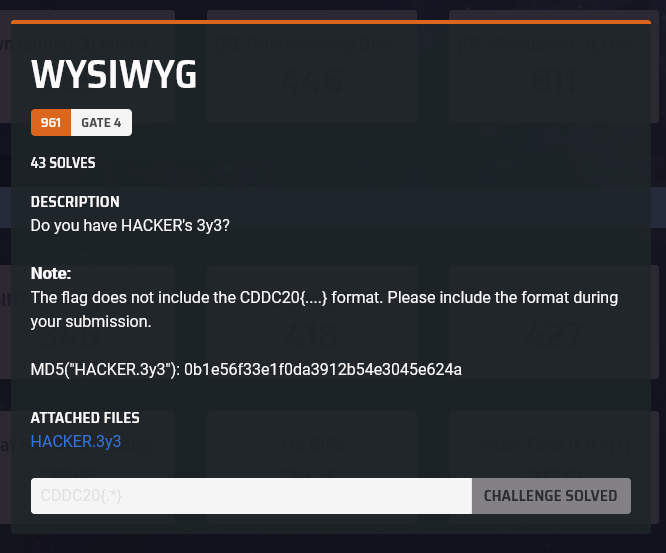 WYSIWYG
961 GATE 4
43 SOLVES
DESCRIPTION
Do you have HACKER's 3y3?
Note:
The flag does not include the CDDC20{....} format. Please include the format during
your submission.
MD5("HACKER.3y3"): 0b1e56f33e1f0da3912b54e3045e624a
ATTACHED FILES
HACKER.3y3
CDDC20{.*} CHALLENGE SOLVED